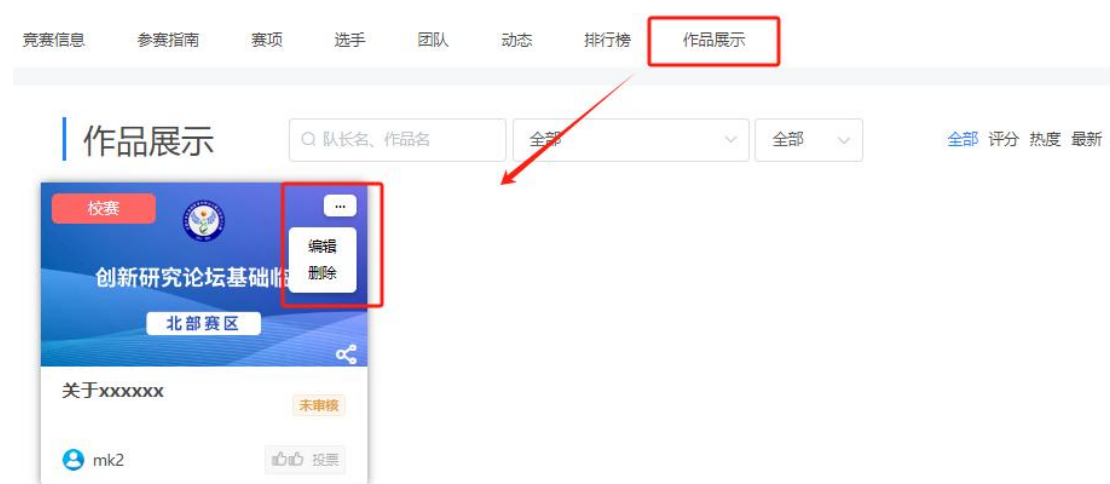 竞赛信息 参赛指南 赛项 选手 团队 动态 排行榜 作品展示
作品展示 队长名、作品名 全部 全部 全部 评分 热度 最新
校赛 ...
编辑
删除
创新研究论坛基础临
北部赛区
关于xxxxxx
未审核
mk2 投票